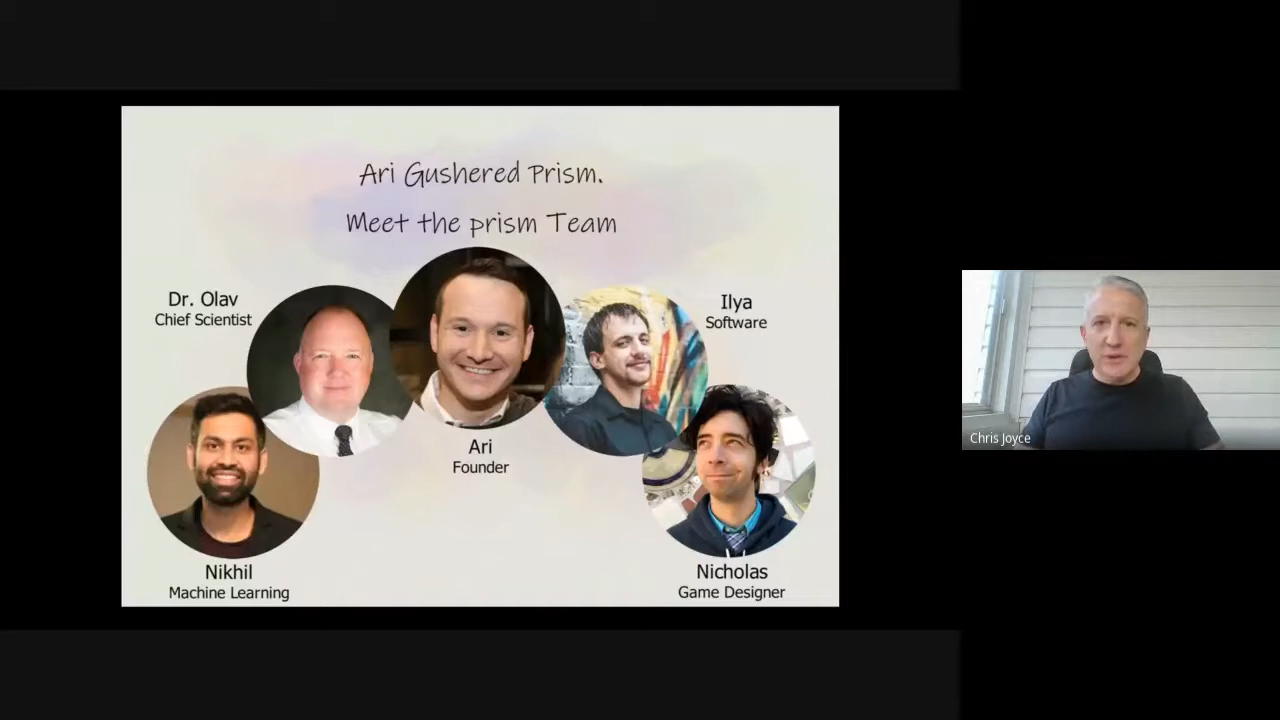 Ari Gushered Prism.
Meet the prism Team
Dr. Olav
Chief Scientist
Ilya
Software
Ari
Founder
Nikhil
Machine Learning
Nicholas
Game Designer
Chris Joyce